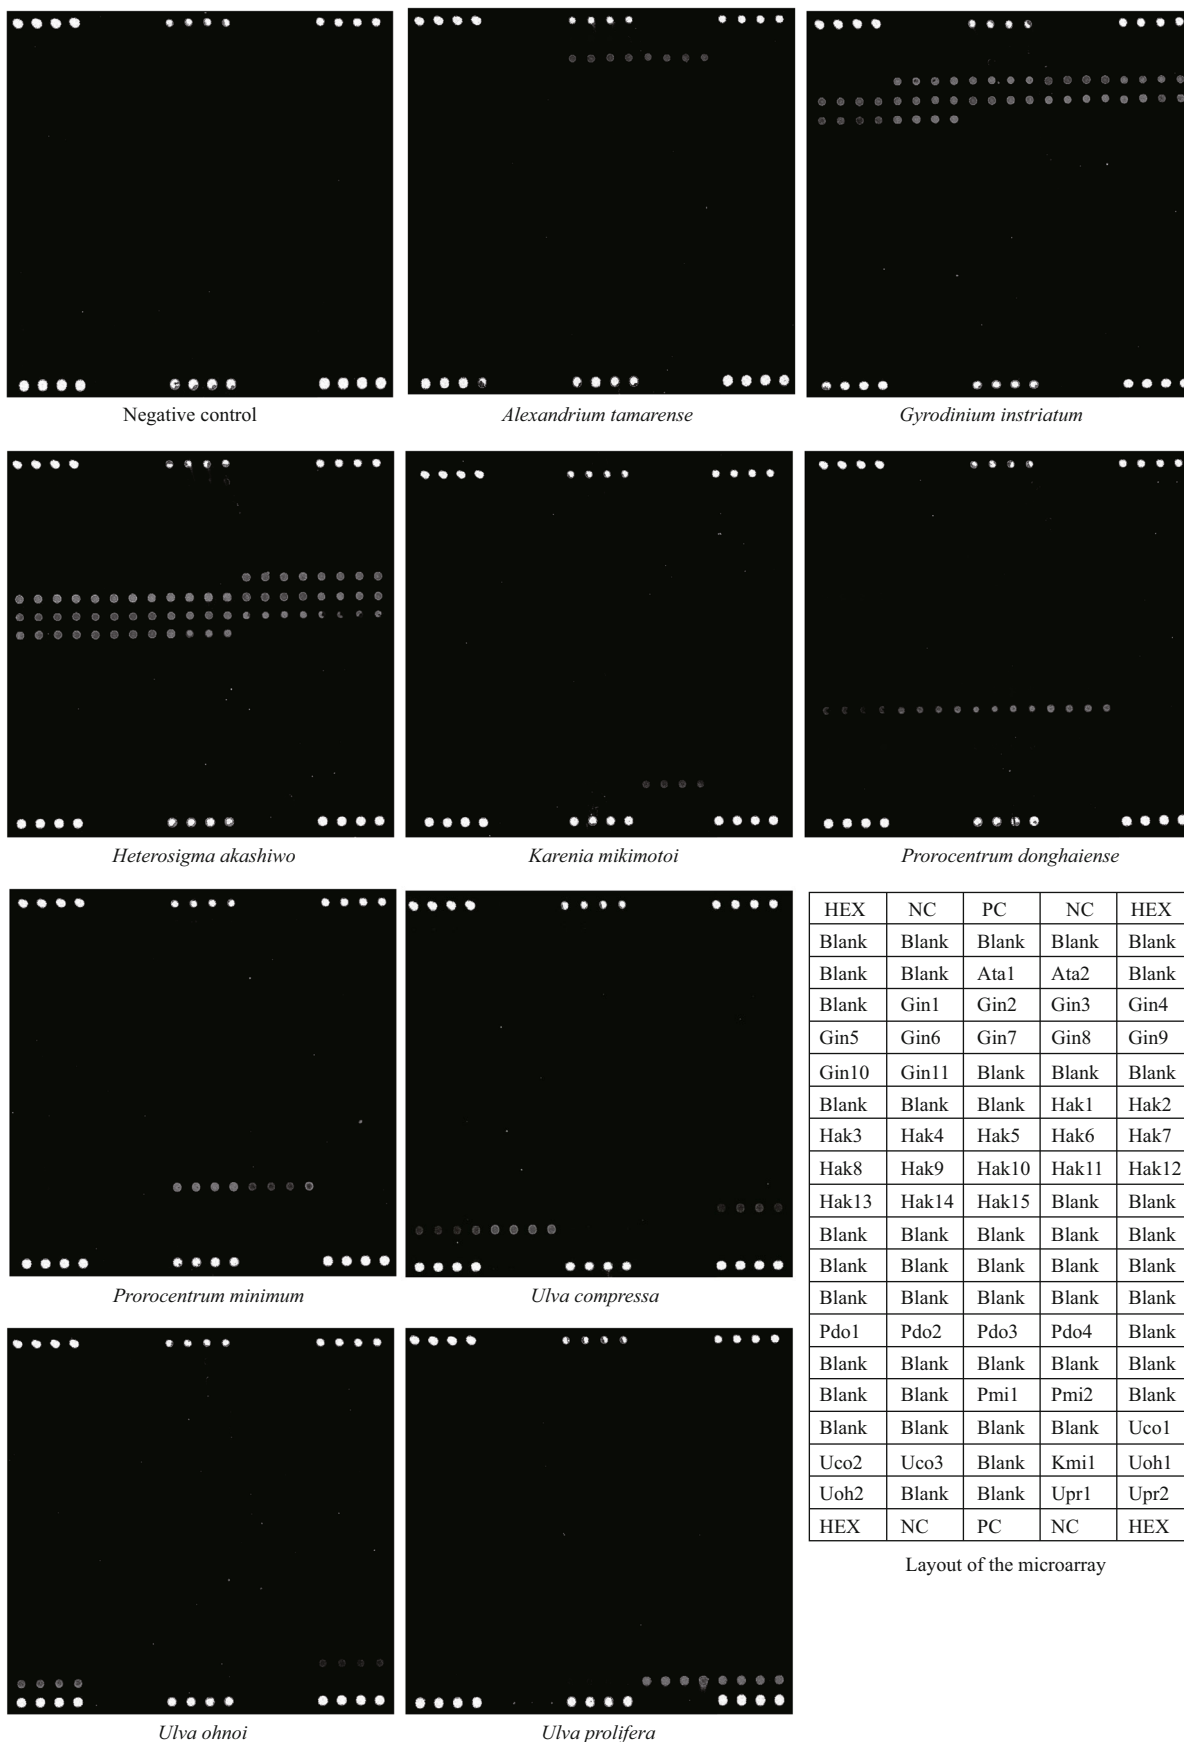 Negative control
Alexandrium tamarense
Gyrodinium instriatum
Heterosigma akashiwo
Karenia mikimotoi
Prorocentrum donghaiense
Prorocentrum minimum
Ulva compressa
HEX NC PC NC HEX
Blank Blank Blank Blank Blank
Blank Blank Ata1 Ata2 Blank
Blank Gin1 Gin2 Gin3 Gin4
Gin5 Gin6 Gin7 Gin8 Gin9
Gin10 Gin11 Blank Blank Blank
Blank Blank Blank Hak1 Hak2
Hak3 Hak4 Hak5 Hak6 Hak7
Hak8 Hak9 Hak10 Hak11 Hak12
Hak13 Hak14 Hak15 Blank Blank
Blank Blank Blank Blank Blank
Blank Blank Blank Blank Blank
Blank Blank Blank Blank Blank
Pdo1 Pdo2 Pdo3 Pdo4 Blank
Blank Blank Blank Blank Blank
Blank Blank Pmi1 Pmi2 Blank
Blank Blank Blank Blank Uco1
Uco2 Uco3 Blank Kmi1 Uoh1
Uoh2 Blank Blank Upr1 Upr2
HEX NC PC NC HEX
Layout of the microarray
Ulva ohnoi
Ulva prolifera